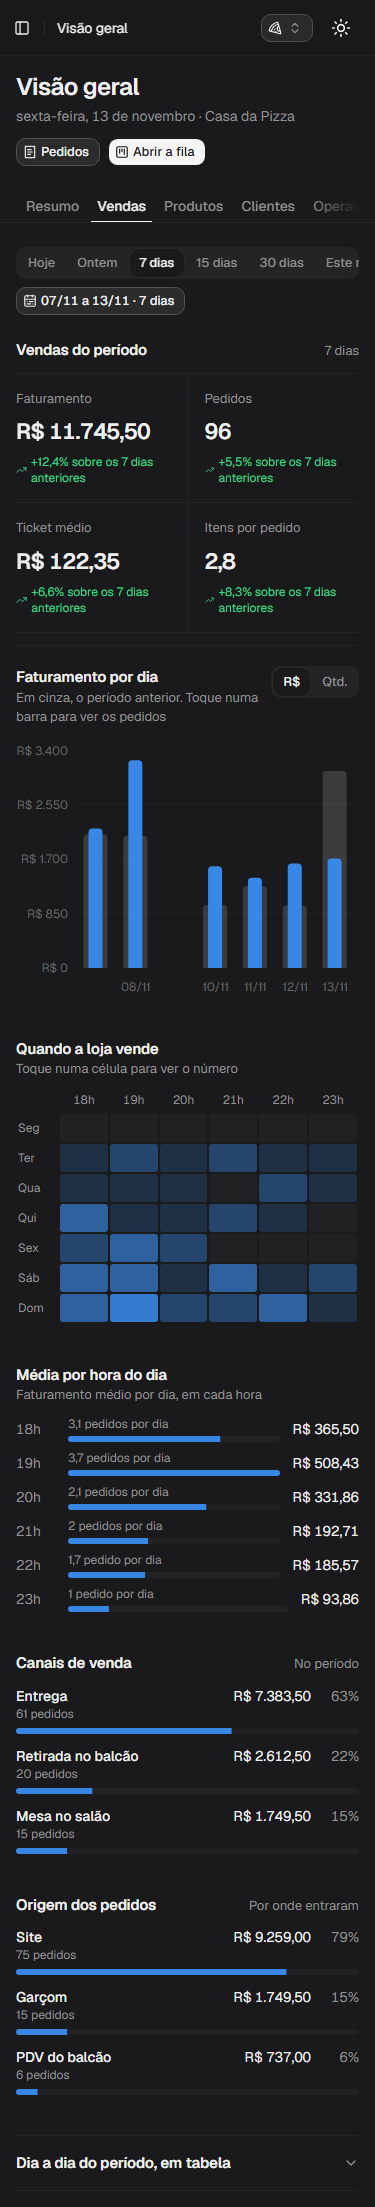 Visão geral
Visão geral
sexta-feira, 13 de novembro · Casa da Pizza
Pedidos
Abrir a fila
Resumo Vendas Produtos Clientes
Hoje Ontem 7 dias 15 dias 30 dias Este
07/11 a 13/11 · 7 dias
Vendas do período 7 dias
Faturamento Pedidos
R$ 11.745,50 96
+12,4% sobre os 7 dias anteriores
+5,5% sobre os 7 dias anteriores
Ticket médio Itens por pedido
R$ 122,35 2,8
+6,6% sobre os 7 dias anteriores
+8,3% sobre os 7 dias anteriores
Faturamento por dia R$ Qtd.
Em cinza, o período anterior. Toque numa
barra para ver os pedidos
R$ 3.400
R$ 2.550
R$ 1.700
R$ 850
R$ 0
08/11 10/11 11/11 12/11 13/11
Quando a loja vende
Toque numa célula para ver o número
18h 19h 20h 21h 22h 23h
Seg
Ter
Qua
Qui
Sex
Sáb
Dom
Média por hora do dia
Faturamento médio por dia, em cada hora
18h 3,1 pedidos por dia R$ 365,50
19h 3,7 pedidos por dia R$ 508,43
20h 2,1 pedidos por dia R$ 331,86
21h 2 pedidos por dia R$ 192,71
22h 1,7 pedido por dia R$ 185,57
23h 1 pedido por dia R$ 93,86
Canais de venda No período
Entrega R$ 7.383,50 63%
61 pedidos
Retirada no balcão R$ 2.612,50 22%
20 pedidos
Mesa no salão R$ 1.749,50 15%
15 pedidos
Origem dos pedidos Por onde entraram
Site R$ 9.259,00 79%
75 pedidos
Garçom R$ 1.749,50 15%
15 pedidos
PDV do balcão R$ 737,00 6%
6 pedidos
Dia a dia do período, em tabela